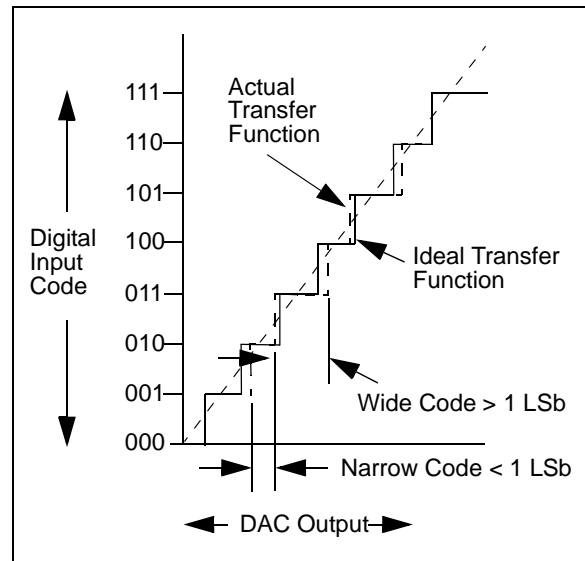 111
110
101
100
011
010
001
000
Digital
Input
Code
Actual
Transfer
Function
Ideal Transfer
Function
Wide Code > 1 LSb
Narrow Code < 1 LSb
DAC Output